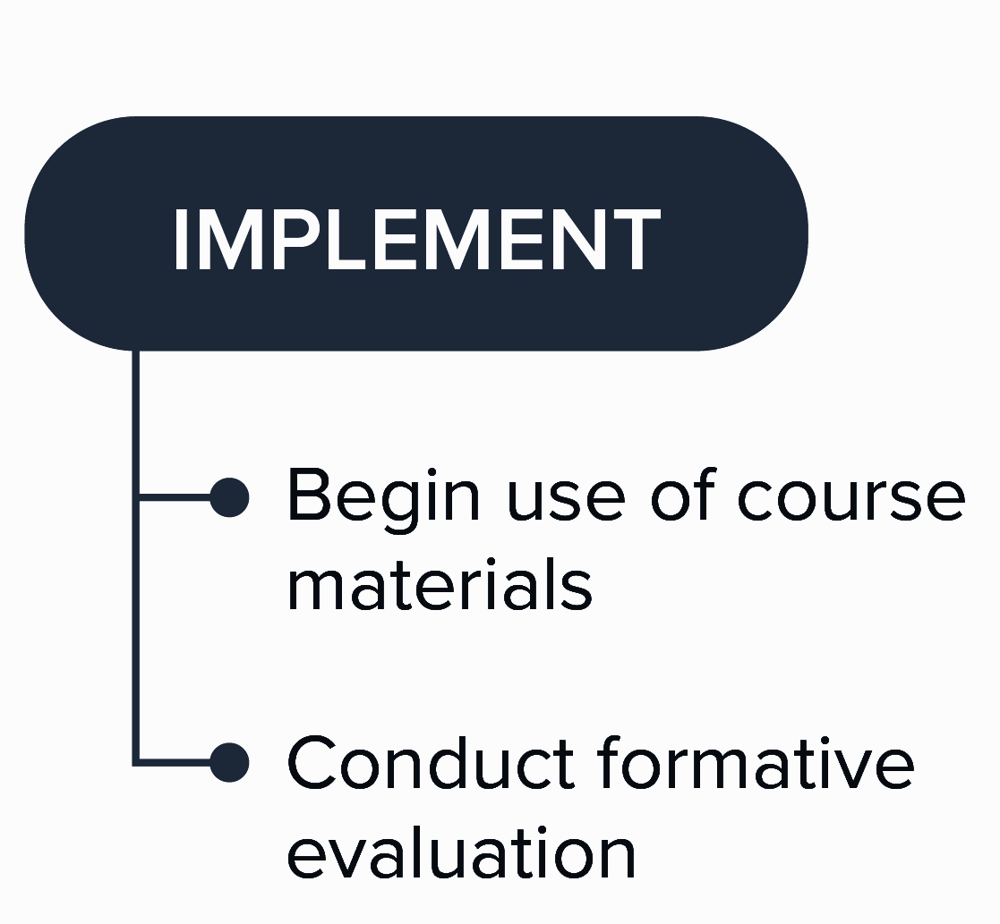 IMPLEMENT
Begin use of course
materials
Conduct formative
evaluation